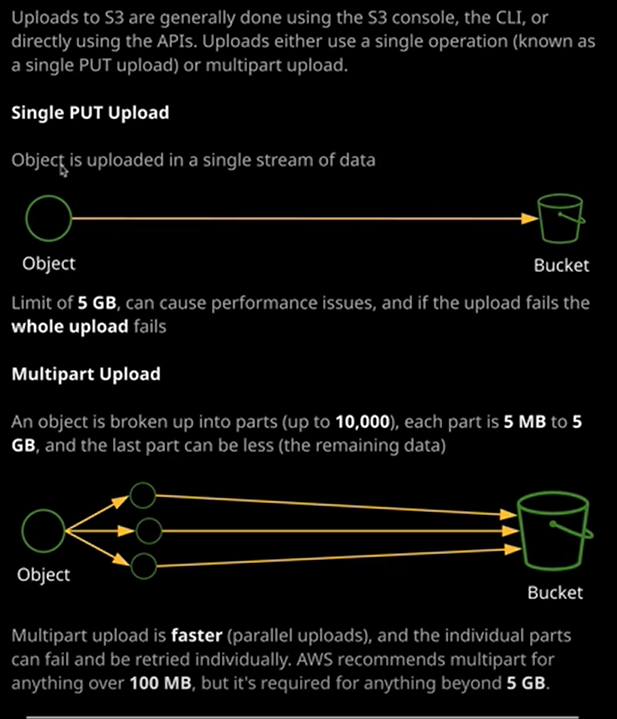 Uploads to S3 are generally done using the S3 console, the CLI, or
directly using the APIs. Uploads either use a single operation (known as
a single PUT upload) or multipart upload.
Single PUT Upload
Object is uploaded in a single stream of data
Object
Bucket
Limit of 5 GB, can cause performance issues, and if the upload fails the
whole upload fails
Multipart Upload
An object is broken up into parts (up to 10,000), each part is 5 MB to 5
GB, and the last part can be less (the remaining data)
Object
Bucket
Multipart upload is faster (parallel uploads), and the individual parts
can fail and be retried individually. AWS recommends multipart for
anything over 100 MB, but it's required for anything beyond 5 GB.